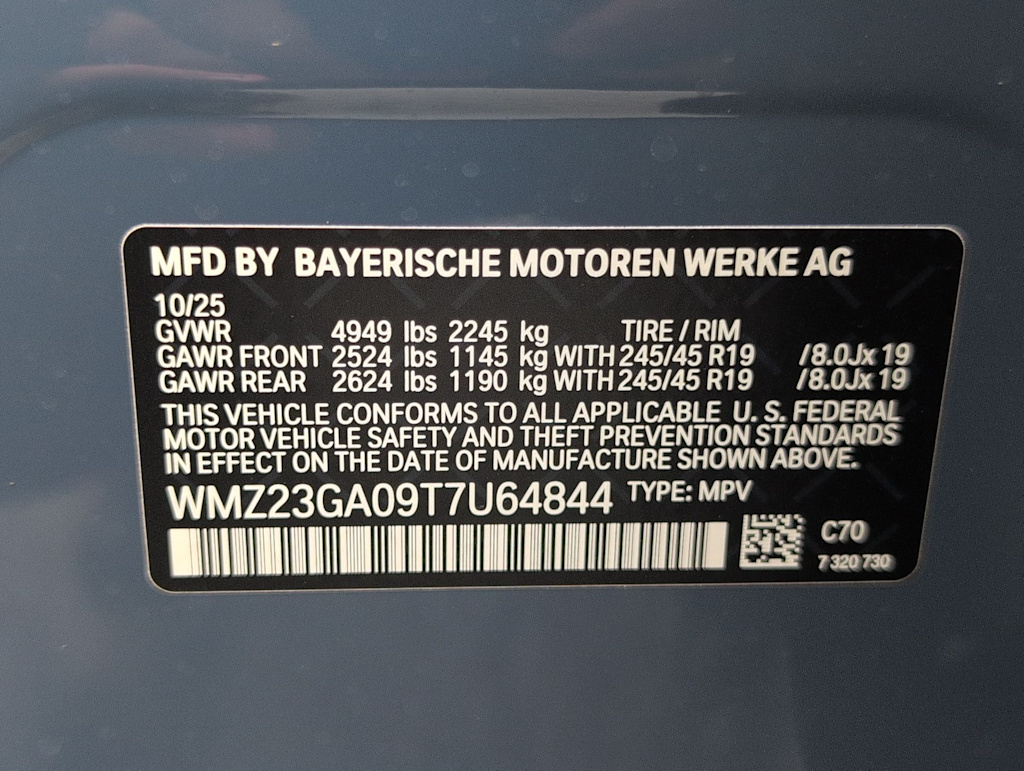 MFD BY BAYERISCHE MOTOREN WERKE AG
10/25
GVWR 4949 lbs 2245 kg TIRE / RIM
GAWR FRONT 2524 lbs 1145 kg WITH 245/45 R19 /8.0Jx 19
GAWR REAR 2624 lbs 1190 kg WITH 245/45 R19 /8.0Jx 19
THIS VEHICLE CONFORMS TO ALL APPLICABLE U. S. FEDERAL
MOTOR VEHICLE SAFETY AND THEFT PREVENTION STANDARDS
IN EFFECT ON THE DATE OF MANUFACTURE SHOWN ABOVE.
WMZ23GA09T7U64844 TYPE: MPV
C70
7 320 730